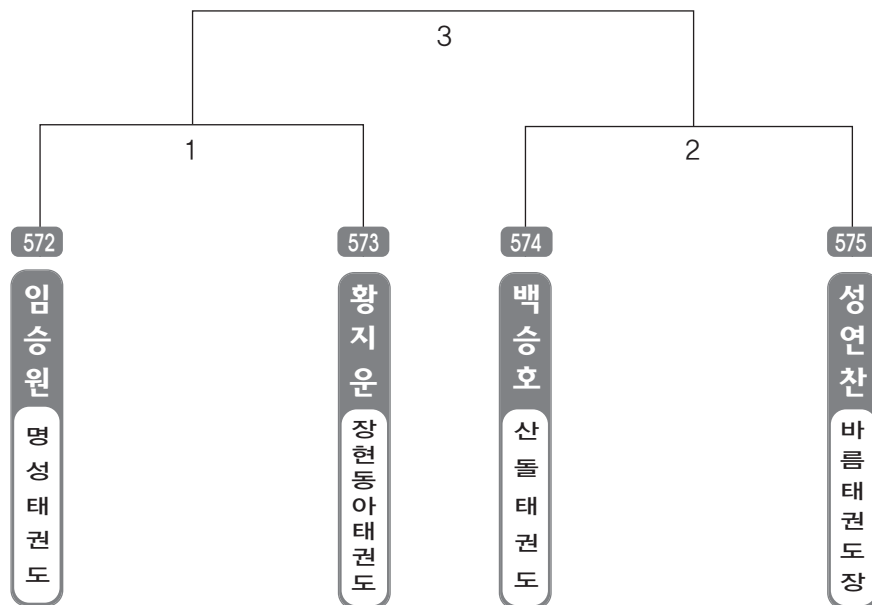 3
1
2
572
573
574
575
임승원
황지운
백승호
성연찬
명성태권도
장현동아태권도
산돌태권도
바름태권도장